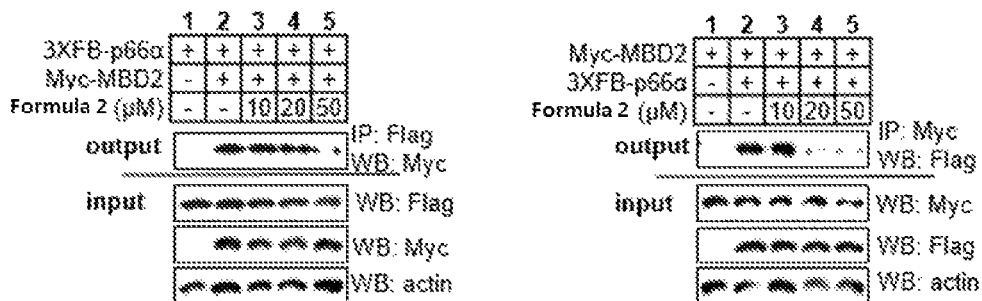 1 2 3 4 5
3XFB-p66α + + + + +
Myc-MBD2 - + + + +
Formula 2 (μM) - - 10 20 50
output IP: Flag
WB: Myc
input WB: Flag
WB: Myc
WB: actin
1 2 3 4 5
Myc-MBD2 + + + + +
3XFB-p66α - + + + +
Formula 2 (μM) - - 10 20 50
output IP: Myc
WB: Flag
input WB: Myc
WB: Flag
WB: actin